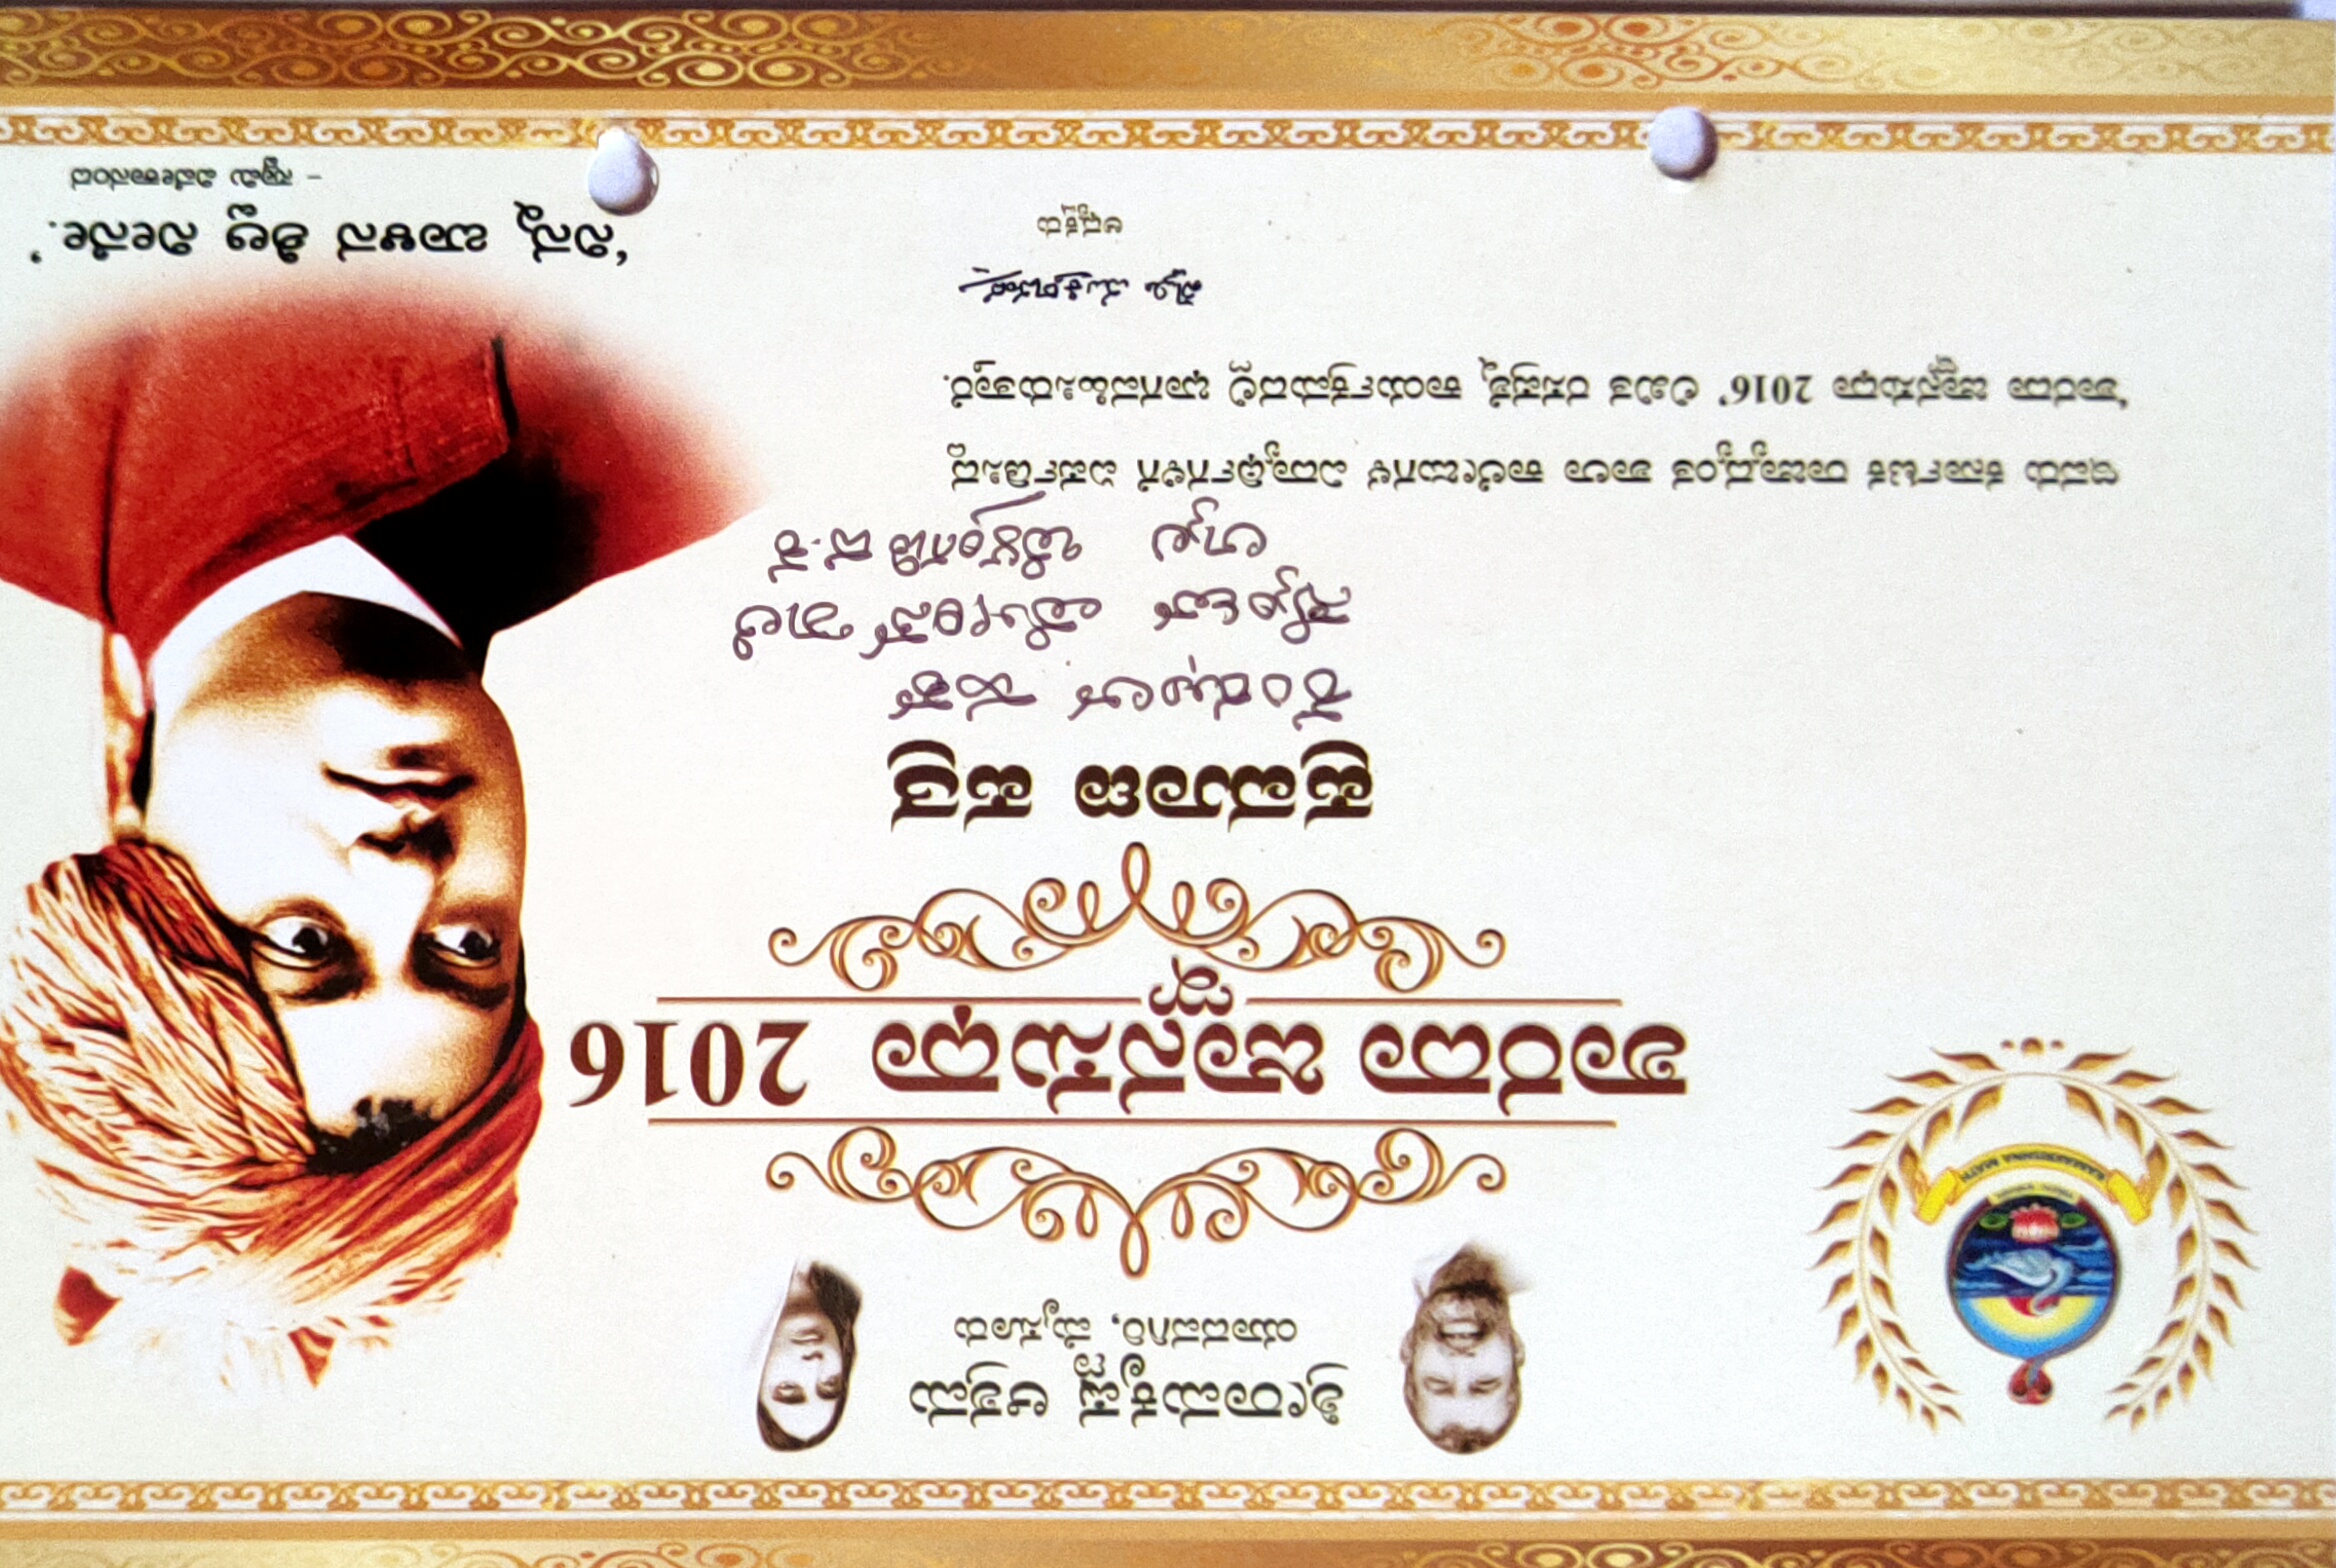 ಶ್ರೀರಾಮಕೃಷ್ಣ ಆಶ್ರಮ
ಯಾದವಗಿರಿ, ಮೈಸೂರು
RAMAKRISHNA MATH
ಶಾರದಾ ಜ್ಞಾನಸುಧಾ 2016
ಪ್ರಮಾಣ ಪತ್ರ
ಕಂಝುಲ್ ಹಕ್
ಸೈಂಟ್ ಮೇರಿಸ್ ಶಾಲೆ
ಲ್ಯಾಲ ಬೆಳ್ತಂಗಡಿ ದ.ಕ
ಇವರು ಕರ್ನಾಟಕ ರಾಜ್ಯಾದ್ಯಂತ ಶಾಲಾ ಕಾಲೇಜುಗಳ ವಿದ್ಯಾರ್ಥಿಗಳಿಗೆ ಏರ್ಪಡಿಸಿದ್ದ
'ಶಾರದಾ ಜ್ಞಾನಸುಧಾ 2016' ಲಿಖಿತ ರಸಪ್ರಶ್ನೆ ಕಾರ್ಯಕ್ರಮದಲ್ಲಿ ಭಾಗವಹಿಸಿರುತ್ತಾರೆ.
ಸ್ವಾಮಿ ಮುಕ್ತಿದಾನಂದ
ಅಧ್ಯಕ್ಷರು
'ನಿನ್ನ ಬಾಳಿನ ಶಿಲ್ಪಿ ನೀನೇ.'
- ಸ್ವಾಮಿ ವಿವೇಕಾನಂದ